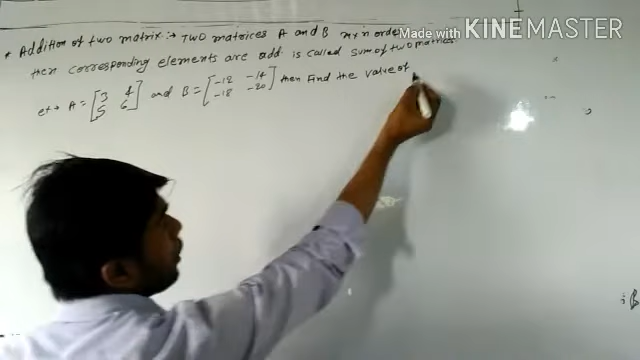 * Addition of two matrix :→ Two matrices A and B m×n order
then corresponding elements are add is called sum of two matrices.
et→ A = [3 4 and B = [-12 -14 then Find the value of
5 6] -18 -20]
Made with KINEMASTER
B